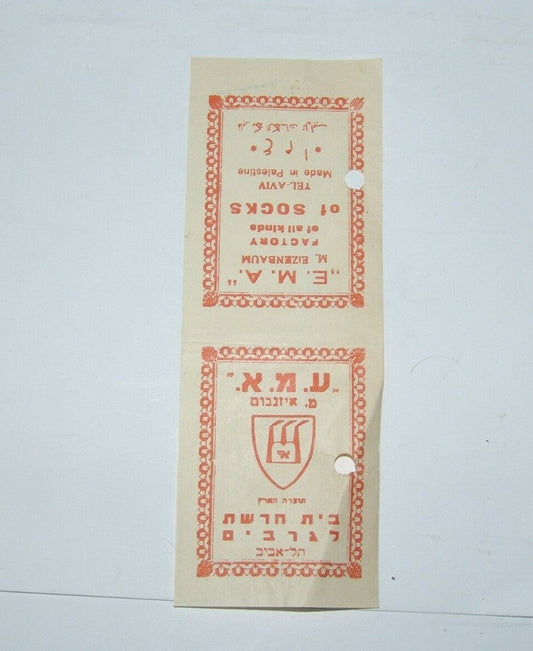 „E. M. A.“
M. EIZENBAUM
FACTORY
of all kinds
of SOCKS
TEL-AVIV
Made in Palestine
"ע. מ. א."
מ. איזנבום
תוצרת הארץ
בית חרשת
לגרבים
תל-אביב